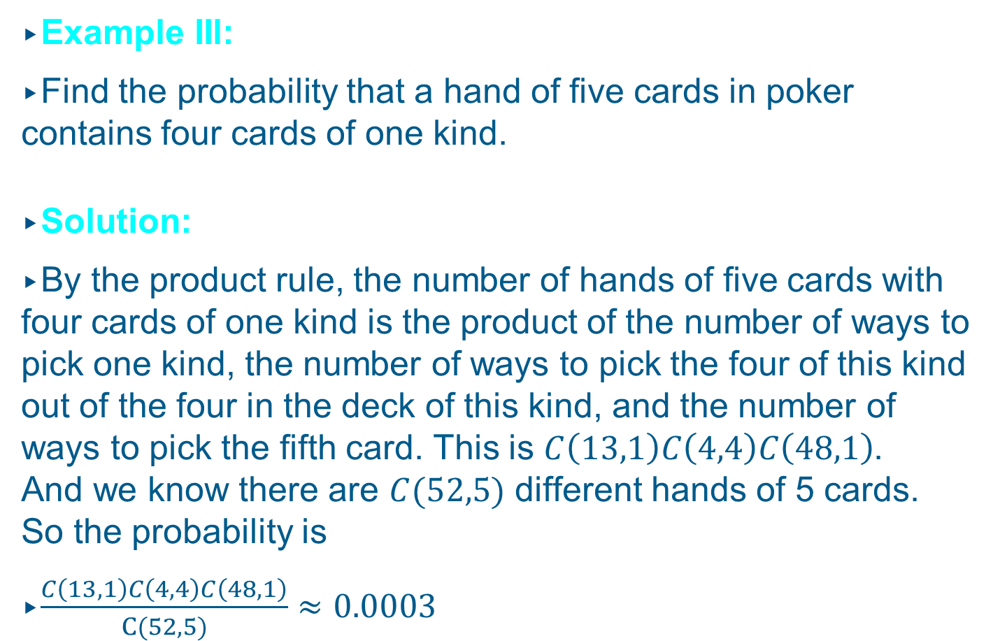 ▸Example III:
▸Find the probability that a hand of five cards in poker
contains four cards of one kind.
▸Solution:
▸By the product rule, the number of hands of five cards with
four cards of one kind is the product of the number of ways to
pick one kind, the number of ways to pick the four of this kind
out of the four in the deck of this kind, and the number of
ways to pick the fifth card. This is 𝐶(13,1)𝐶(4,4)𝐶(48,1).
And we know there are 𝐶(52,5) different hands of 5 cards.
So the probability is
▸𝐶(13,1)𝐶(4,4)𝐶(48,1)/C(52,5) ≈ 0.0003